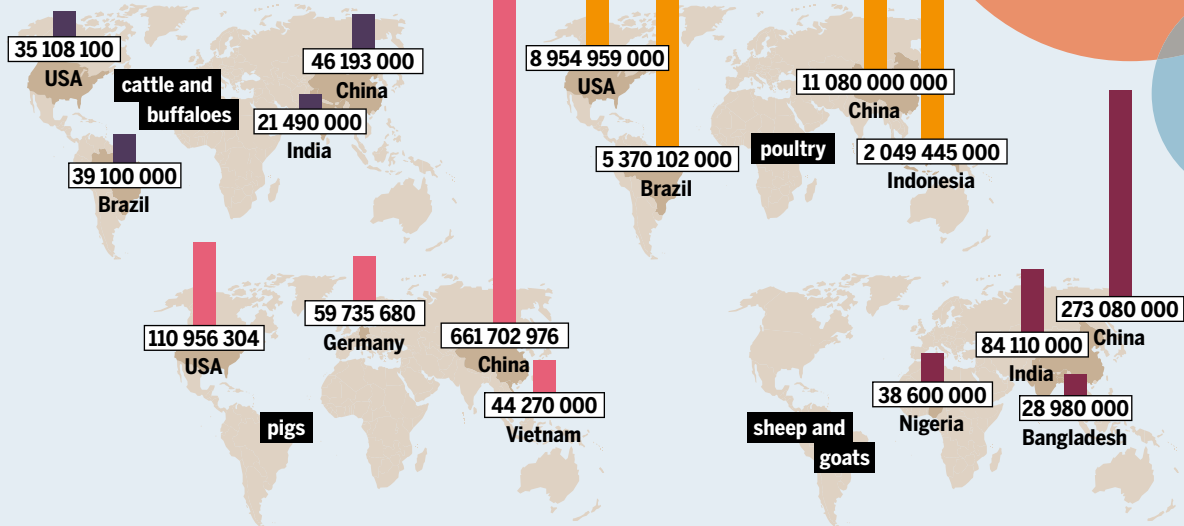 35 108 100
USA
cattle and
buffaloes
46 193 000
China
21 490 000
India
39 100 000
Brazil
8 954 959 000
USA
11 080 000 000
China
5 370 102 000
Brazil
poultry
2 049 445 000
Indonesia
110 956 304
USA
59 735 680
Germany
661 702 976
China
44 270 000
Vietnam
pigs
273 080 000
China
84 110 000
India
38 600 000
Nigeria
28 980 000
Bangladesh
sheep and
goats